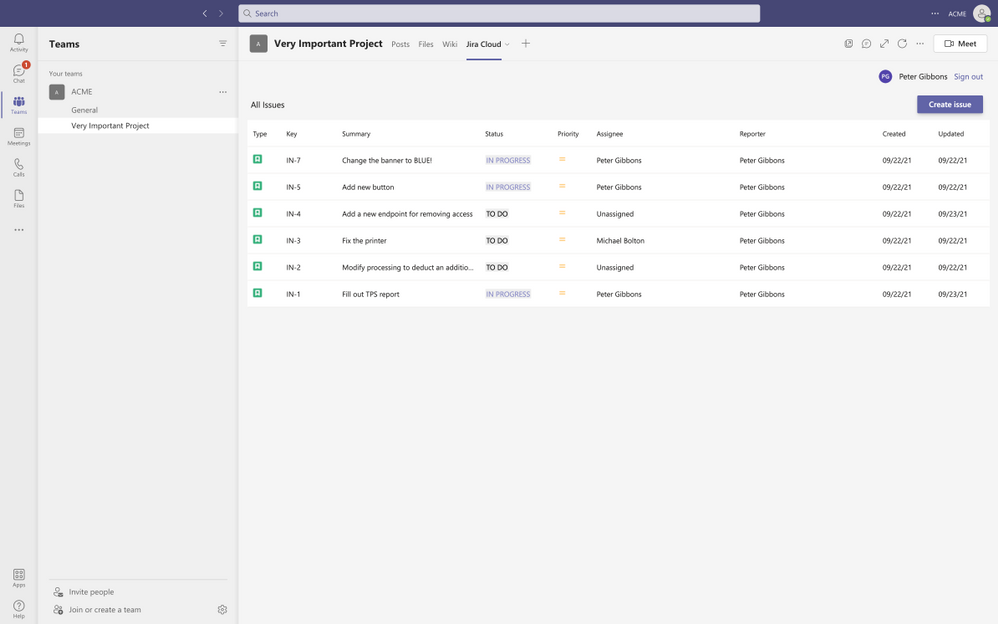 Search
ACME
Activity
1
Chat
Teams
Meetings
Calls
Files
Apps
Help
Teams
Your teams
A ACME
General
Very Important Project
Invite people
Join or create a team
A Very Important Project Posts Files Wiki Jira Cloud
Meet
PG Peter Gibbons Sign out
All Issues
Create issue
Type Key Summary Status Priority Assignee Reporter Created Updated
IN-7 Change the banner to BLUE! IN PROGRESS Peter Gibbons Peter Gibbons 09/22/21 09/22/21
IN-5 Add new button IN PROGRESS Peter Gibbons Peter Gibbons 09/22/21 09/22/21
IN-4 Add a new endpoint for removing access TO DO Unassigned Peter Gibbons 09/22/21 09/23/21
IN-3 Fix the printer TO DO Michael Bolton Peter Gibbons 09/22/21 09/22/21
IN-2 Modify processing to deduct an additio... TO DO Unassigned Peter Gibbons 09/22/21 09/22/21
IN-1 Fill out TPS report IN PROGRESS Peter Gibbons Peter Gibbons 09/22/21 09/23/21